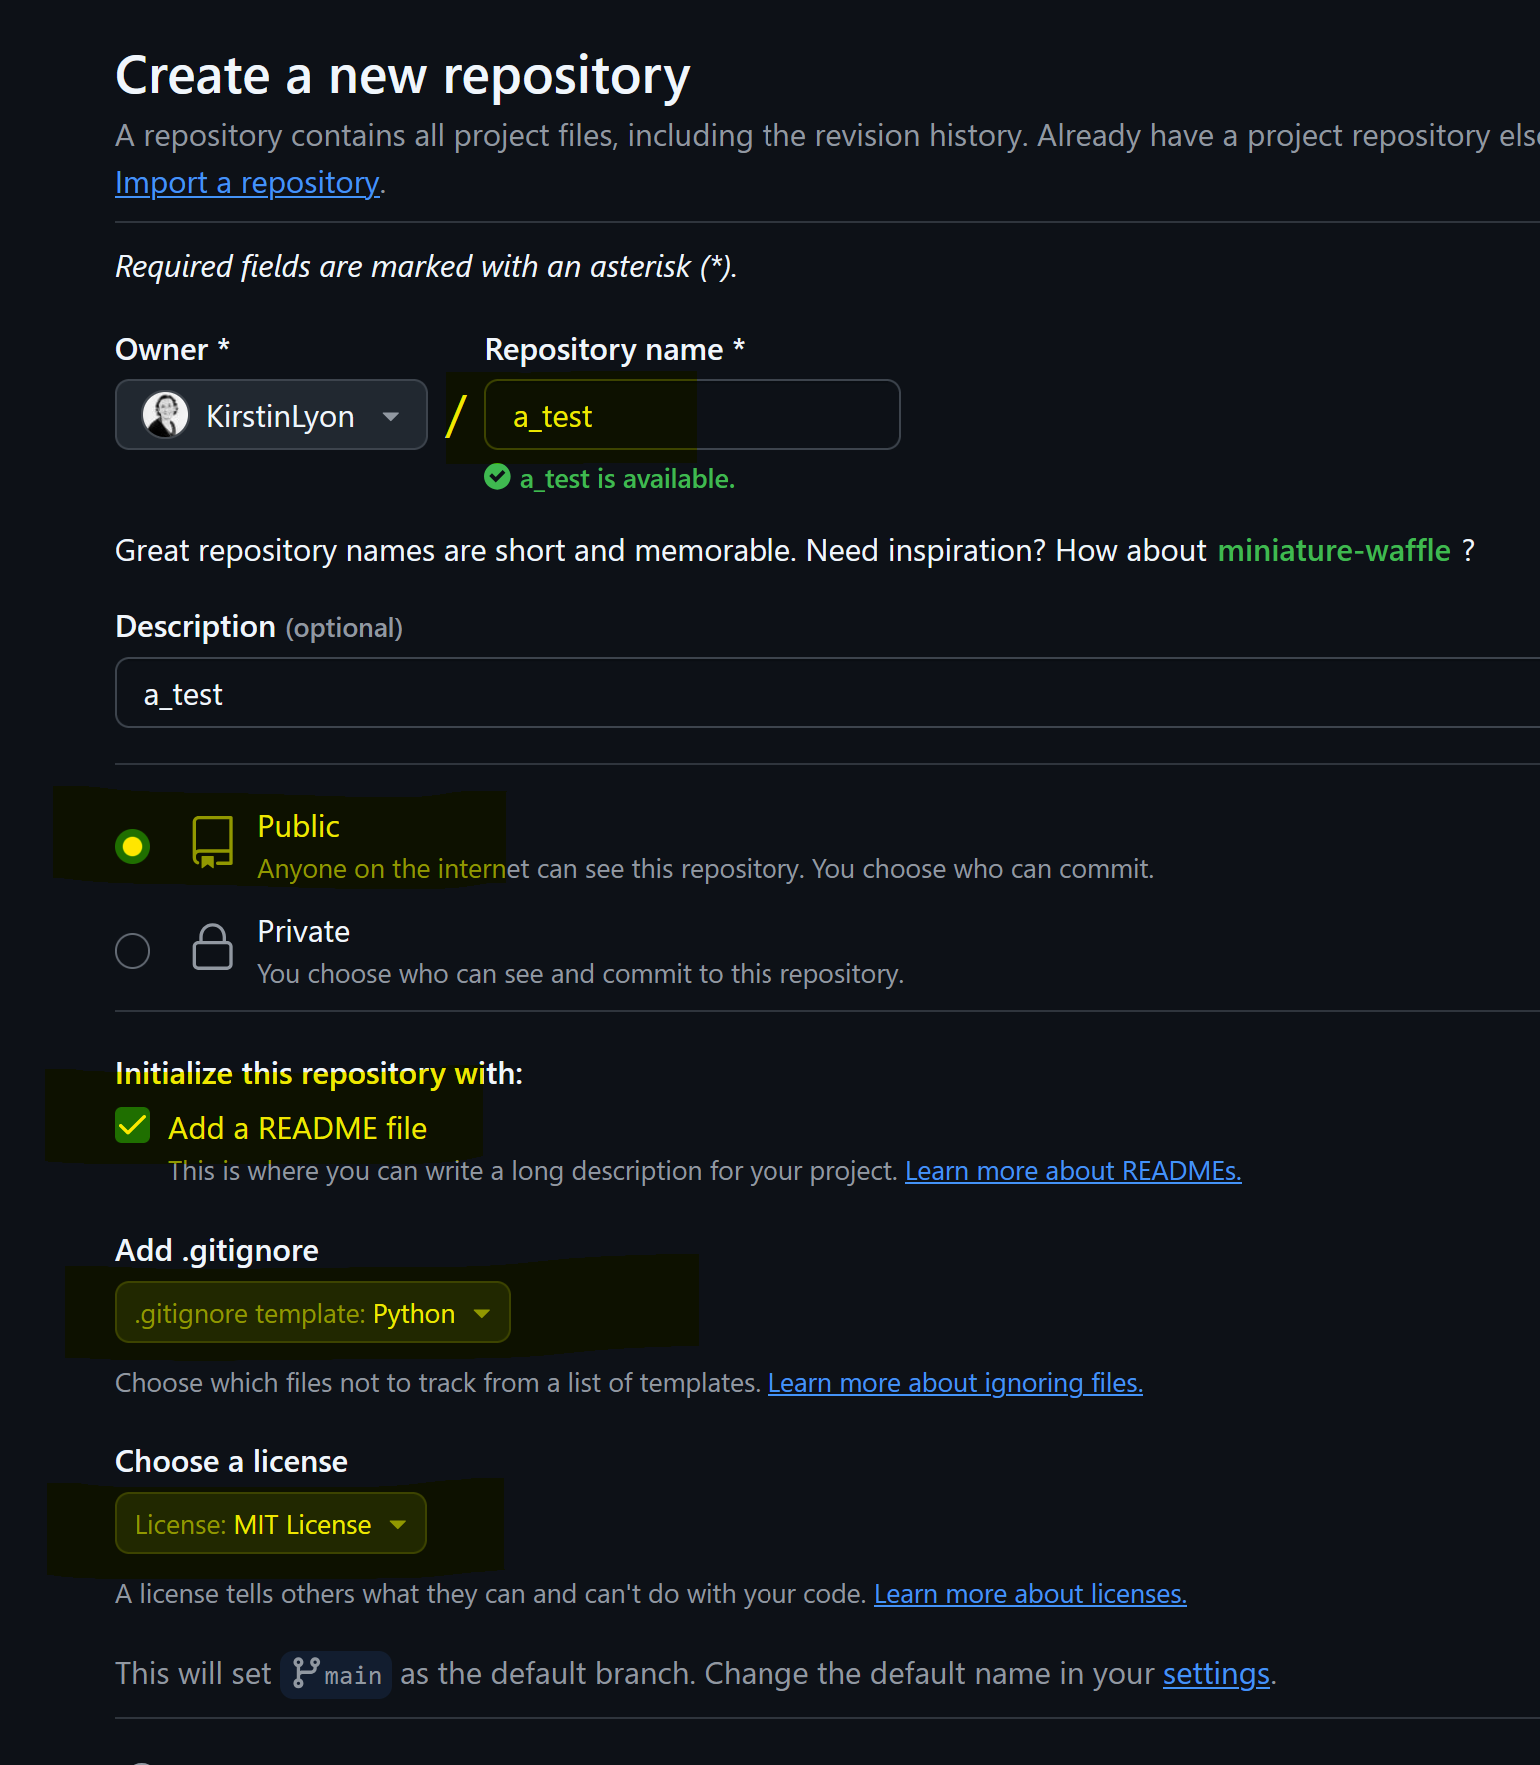 Create a new repository
A repository contains all project files, including the revision history. Already have a project repository
Import a repository.
Required fields are marked with an asterisk (*).
Owner *
Repository name *
KirstinLyon
/
a_test
a_test is available.
Great repository names are short and memorable. Need inspiration? How about miniature-waffle ?
Description (optional)
a_test
Public
Anyone on the internet can see this repository. You choose who can commit.
Private
You choose who can see and commit to this repository.
Initialize this repository with:
Add a README file
This is where you can write a long description for your project. Learn more about READMEs.
Add .gitignore
.gitignore template: Python
Choose which files not to track from a list of templates. Learn more about ignoring files.
Choose a license
License: MIT License
A license tells others what they can and can't do with your code. Learn more about licenses.
This will set main as the default branch. Change the default name in your settings.